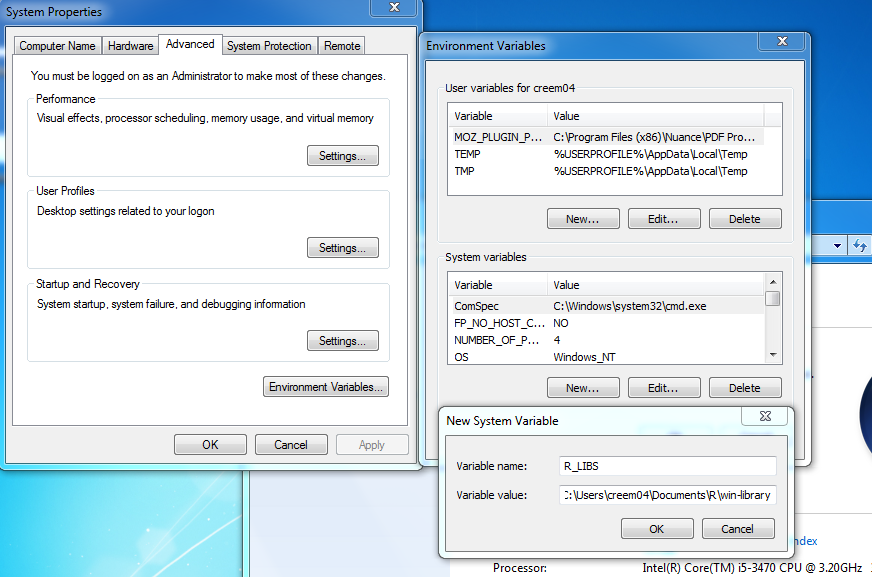 System Properties
Computer Name Hardware Advanced System Protection Remote
You must be logged on as an Administrator to make most of these changes.
Performance
Visual effects, processor scheduling, memory usage, and virtual memory
Settings...
User Profiles
Desktop settings related to your logon
Settings...
Startup and Recovery
System startup, system failure, and debugging information
Settings...
Environment Variables...
OK Cancel Apply
Environment Variables
User variables for creem04
Variable Value
MOZ_PLUGIN_P... C:\Program Files (x86)\Nuance\PDF Pro...
TEMP %USERPROFILE%\AppData\Local\Temp
TMP %USERPROFILE%\AppData\Local\Temp
New... Edit... Delete
System variables
Variable Value
ComSpec C:\Windows\system32\cmd.exe
FP_NO_HOST_C... NO
NUMBER_OF_P... 4
OS Windows_NT
New... Edit... Delete
New System Variable
Variable name: R_LIBS
Variable value: C:\Users\creem04\Documents\R\win-library
OK Cancel
Processor: Intel(R) Core(TM) i5-3470 CPU @ 3.20GHz